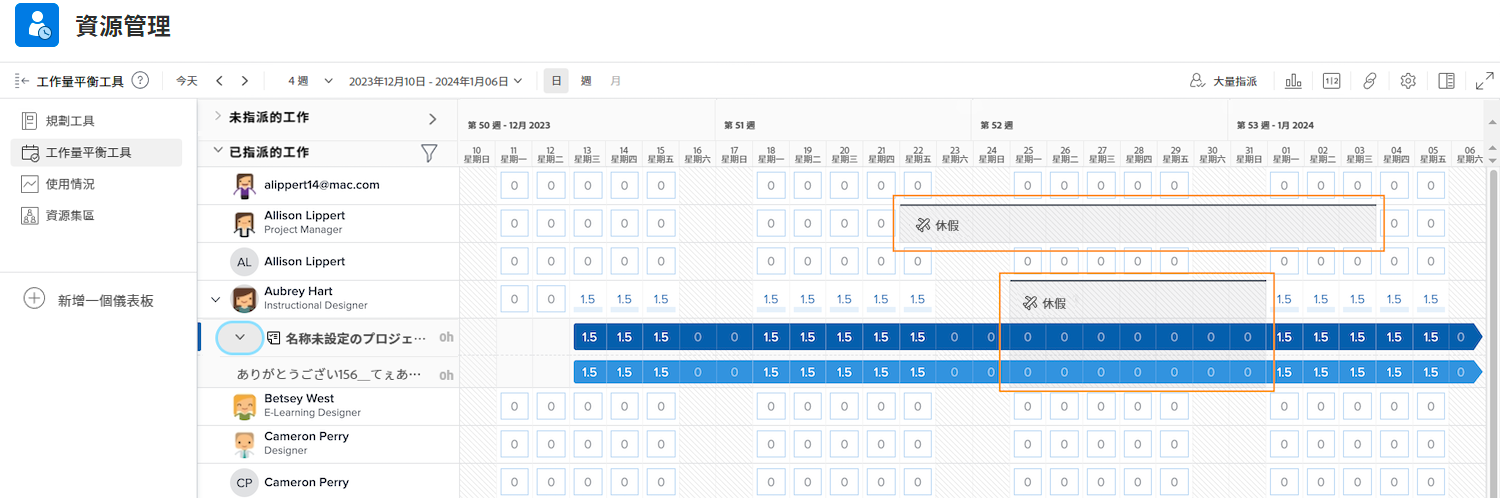 資源管理
工作量平衡工具 ? 今天 4 週 2023年12月10日 - 2024年1月06日 日 週 月 大量指派
規劃工具
工作量平衡工具
使用情況
資源集區
新增一個儀表板
未指派的工作 第 50 週 - 12月 2023 第 51 週 第 52 週 第 53 週 - 1月 2024
已指派的工作
10 11 12 13 14 15 16 17 18 19 20 21 22 23 24 25 26 27 28 29 30 31 01 02 03 04 05 06
星期日 星期一 星期二 星期三 星期四 星期五 星期六 星期日 星期一 星期二 星期三 星期四 星期五 星期六 星期日 星期一 星期二 星期三 星期四 星期五 星期六 星期日 星期一 星期二 星期三 星期四 星期五 星期六
alippert14@mac.com 0 0 0 0 0 0 0 0 0 0 0 0 0 0 0 0 0 0 0 0
Allison Lippert
Project Manager
0 0 0 0 0 0 0 0 0 休假 0 0
AL Allison Lippert 0 0 0 0 0 0 0 0 0 0 0 0 0 0 0 0 0 0 0 0
Aubrey Hart
Instructional Designer
0 0 1.5 1.5 1.5 1.5 1.5 1.5 1.5 1.5 休假 1.5 1.5 1.5 1.5 1.5
名称未設定のプロジェ… 0h 1.5 1.5 1.5 0 0 1.5 1.5 1.5 1.5 1.5 0 0 0 0 0 0 0 0 0 1.5 1.5 1.5 1.5 1.5 0
ありがとうござい156__てぇあ… 0h 1.5 1.5 1.5 0 0 1.5 1.5 1.5 1.5 1.5 0 0 0 0 0 0 0 0 0 1.5 1.5 1.5 1.5 1.5 0
Betsey West
E-Learning Designer
0 0 0 0 0 0 0 0 0 0 0 0 0 0 0 0 0 0 0 0
Cameron Perry
Designer
0 0 0 0 0 0 0 0 0 0 0 0 0 0 0 0 0 0 0 0
CP Cameron Perry 0 0 0 0 0 0 0 0 0 0 0 0 0 0 0 0 0 0 0 0